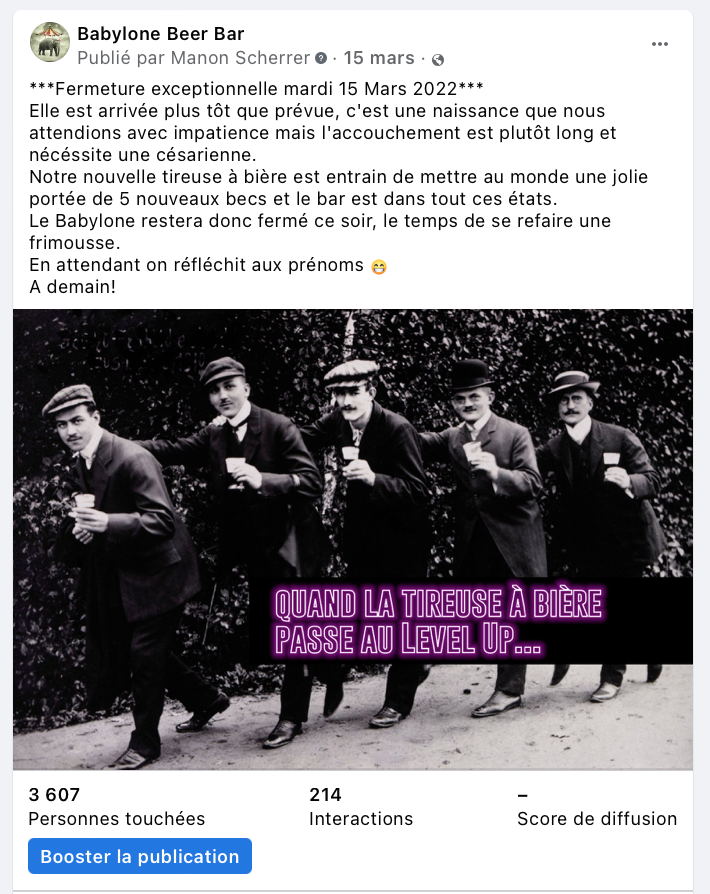 Babylone Beer Bar
Publié par Manon Scherrer · 15 mars ·
***Fermeture exceptionnelle mardi 15 Mars 2022***
Elle est arrivée plus tôt que prévue, c'est une naissance que nous
attendions avec impatience mais l'accouchement est plutôt long et
nécéssite une césarienne.
Notre nouvelle tireuse à bière est entrain de mettre au monde une jolie
portée de 5 nouveaux becs et le bar est dans tout ces états.
Le Babylone restera donc fermé ce soir, le temps de se refaire une
frimousse.
En attendant on réfléchit aux prénoms 😁
A demain!
QUAND LA TIREUSE À BIÈRE
PASSE AU LEVEL UP...
3 607 214 –
Personnes touchées Interactions Score de diffusion
Booster la publication